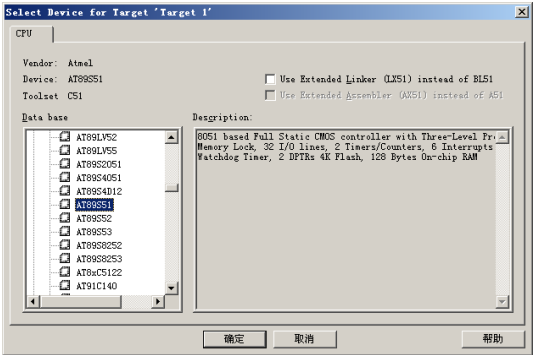 Select Device for Target 'Target 1'
CPU
Vendor: Atmel
Device: AT89S51
Toolset C51
Use Extended Linker (LX51) instead of BL51
Use Extended Assembler (AX51) instead of A51
Data base
Desgription:
AT89LV52
AT89LV55
AT89S2051
AT89S4051
AT89S4D12
AT89S51
AT89S52
AT89S53
AT89S8252
AT89S8253
AT8xC5122
AT91C140
8051 based Full Static CMOS controller with Three-Level Pr
Memory Lock, 32 I/O lines, 2 Timers/Counters, 6 Interrupts
Watchdog Timer, 2 DPTRs 4K Flash, 128 Bytes On-chip RAM
确定
取消
帮助